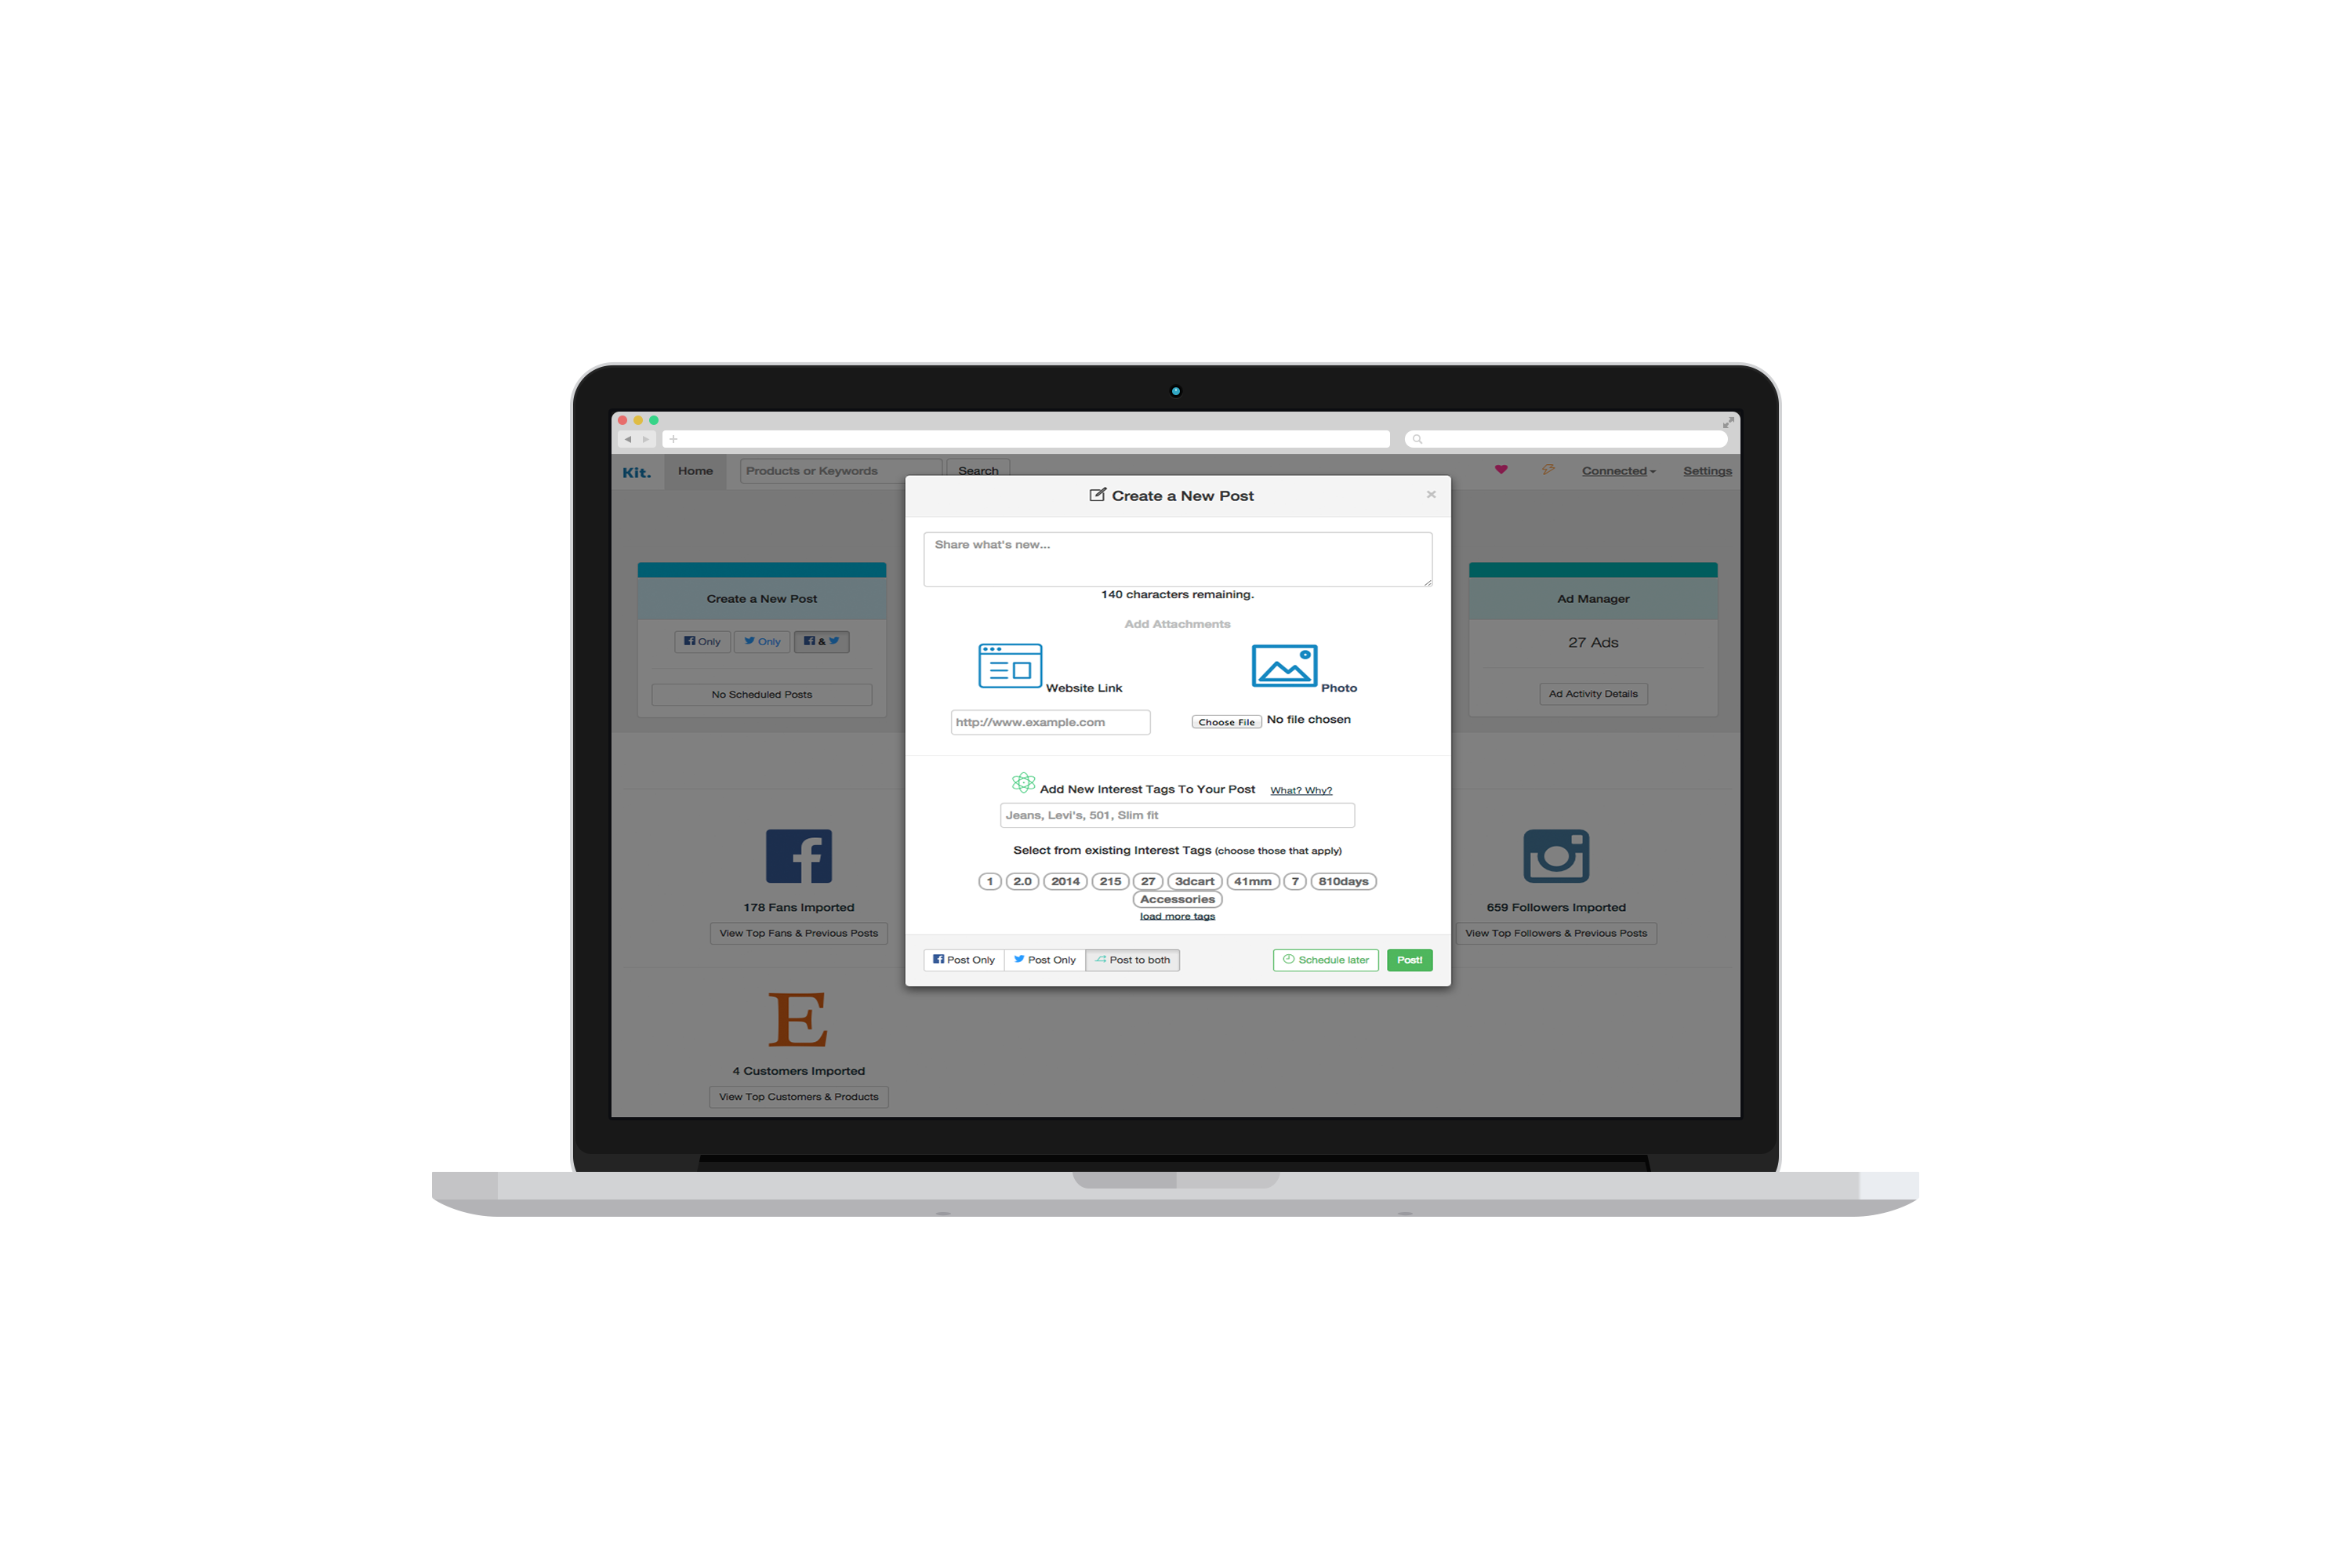 Kit. Home Products or Keywords Search Connected Settings
Create a New Post
Share what's new...
140 characters remaining.
Add Attachments
Website Link Photo
http://www.example.com Choose File No file chosen
Add New Interest Tags To Your Post What? Why?
Jeans, Levi's, 501, Slim fit
Select from existing Interest Tags (choose those that apply)
1 2.0 2014 215 27 3dcart 41mm 7 810days
Accessories
load more tags
Post Only Post Only Post to both Schedule later Post!
Create a New Post
Only Only &
No Scheduled Posts
Ad Manager
27 Ads
Ad Activity Details
178 Fans Imported
View Top Fans & Previous Posts
659 Followers Imported
View Top Followers & Previous Posts
E
4 Customers Imported
View Top Customers & Products